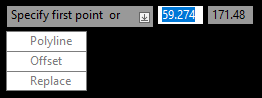 Specify first point or 59.274 171.48
Polyline
Offset
Replace